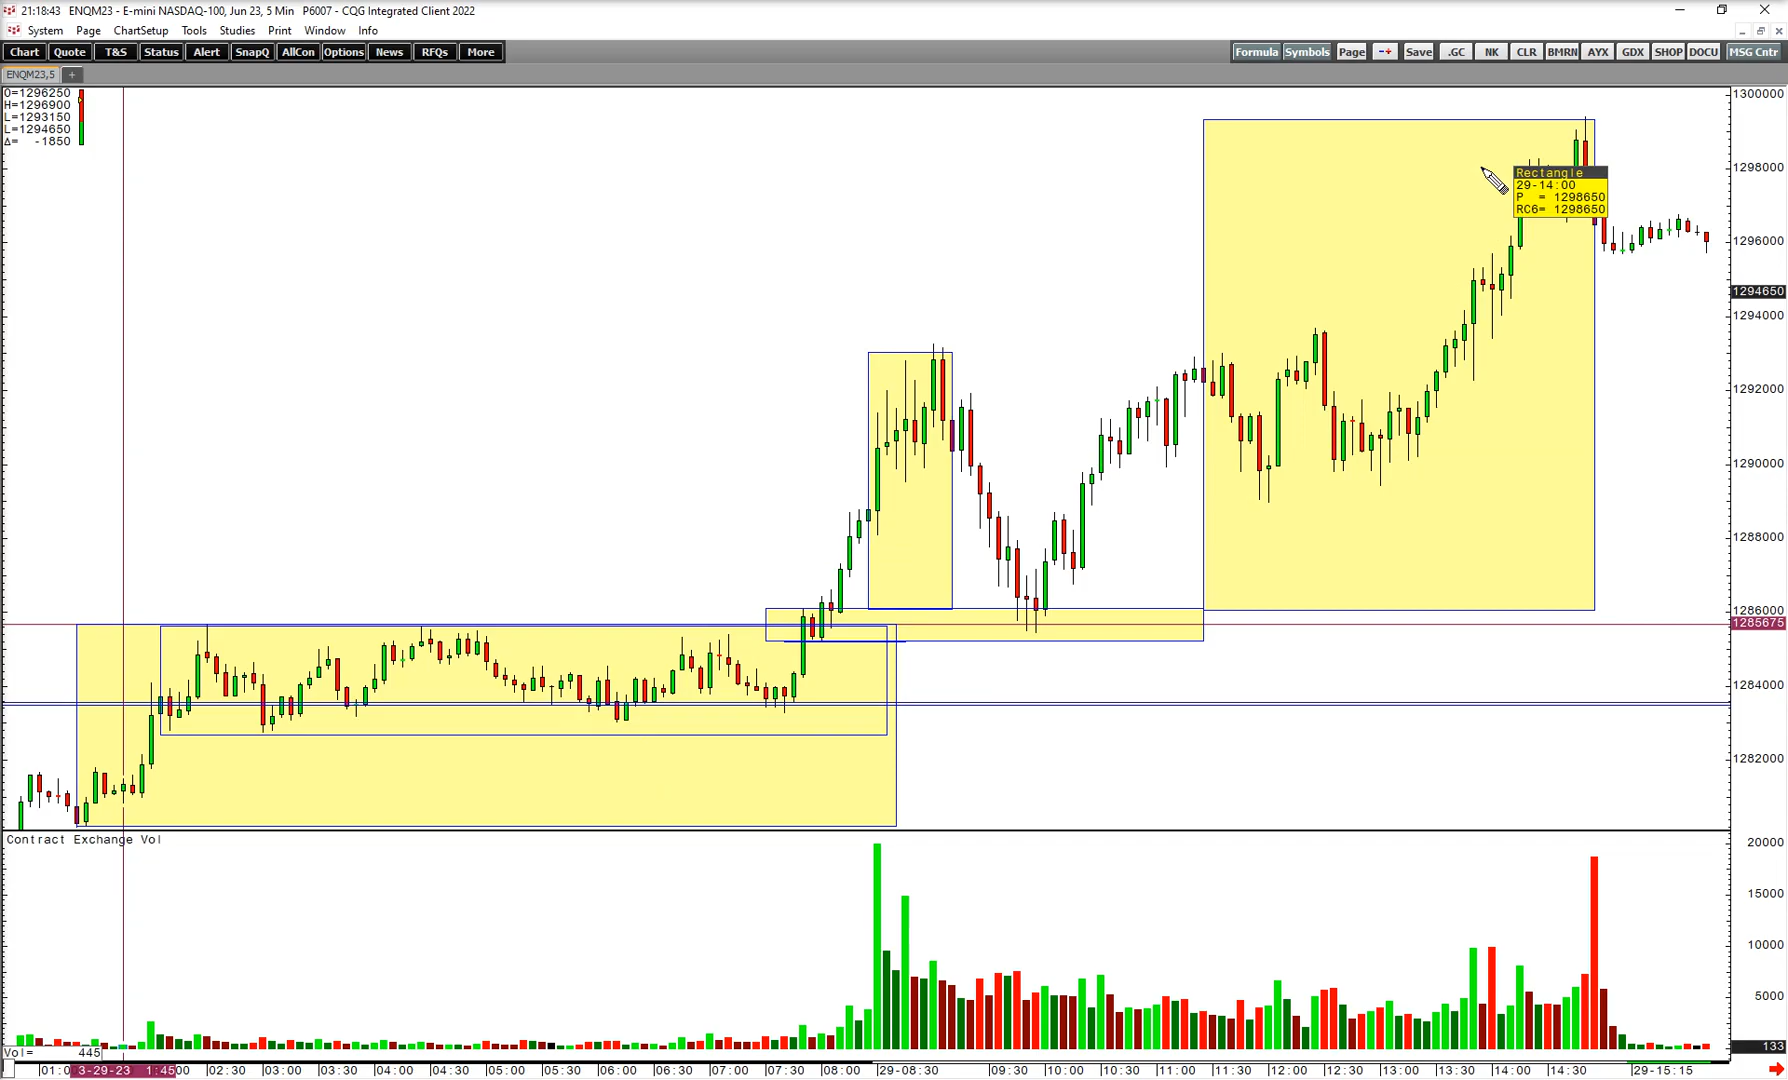 21:18:43 ENQM23 - E-mini NASDAQ-100, Jun 23, 5 Min P6007 - CQG Integrated Client 2022
System Page ChartSetup Tools Studies Print Window Info
Chart Quote T&S Status Alert SnapQ AllCon Options News RFQs More Formula Symbols Page Save .GC NK CLR BMRN AYX GDX SHOP DOCU MSG Cntr
ENQM23,5 +
O=1296250
H=1296900
L=1293150
L=1294650
Δ= -1850
1300000
1298000
Rectangle
29-14:00
P = 1298650
RC6= 1298650
1296000
1294650
1294000
1292000
1290000
1288000
1286000
1285675
1284000
1282000
Contract Exchange Vol
20000
15000
10000
5000
133
Vol= 445
01:0 3-29-23 1:45 00 02:30 03:00 03:30 04:00 04:30 05:00 05:30 06:00 06:30 07:00 07:30 08:00 29-08:30 09:30 10:00 10:30 11:00 11:30 12:00 12:30 13:00 13:30 14:00 14:30 29-15:15